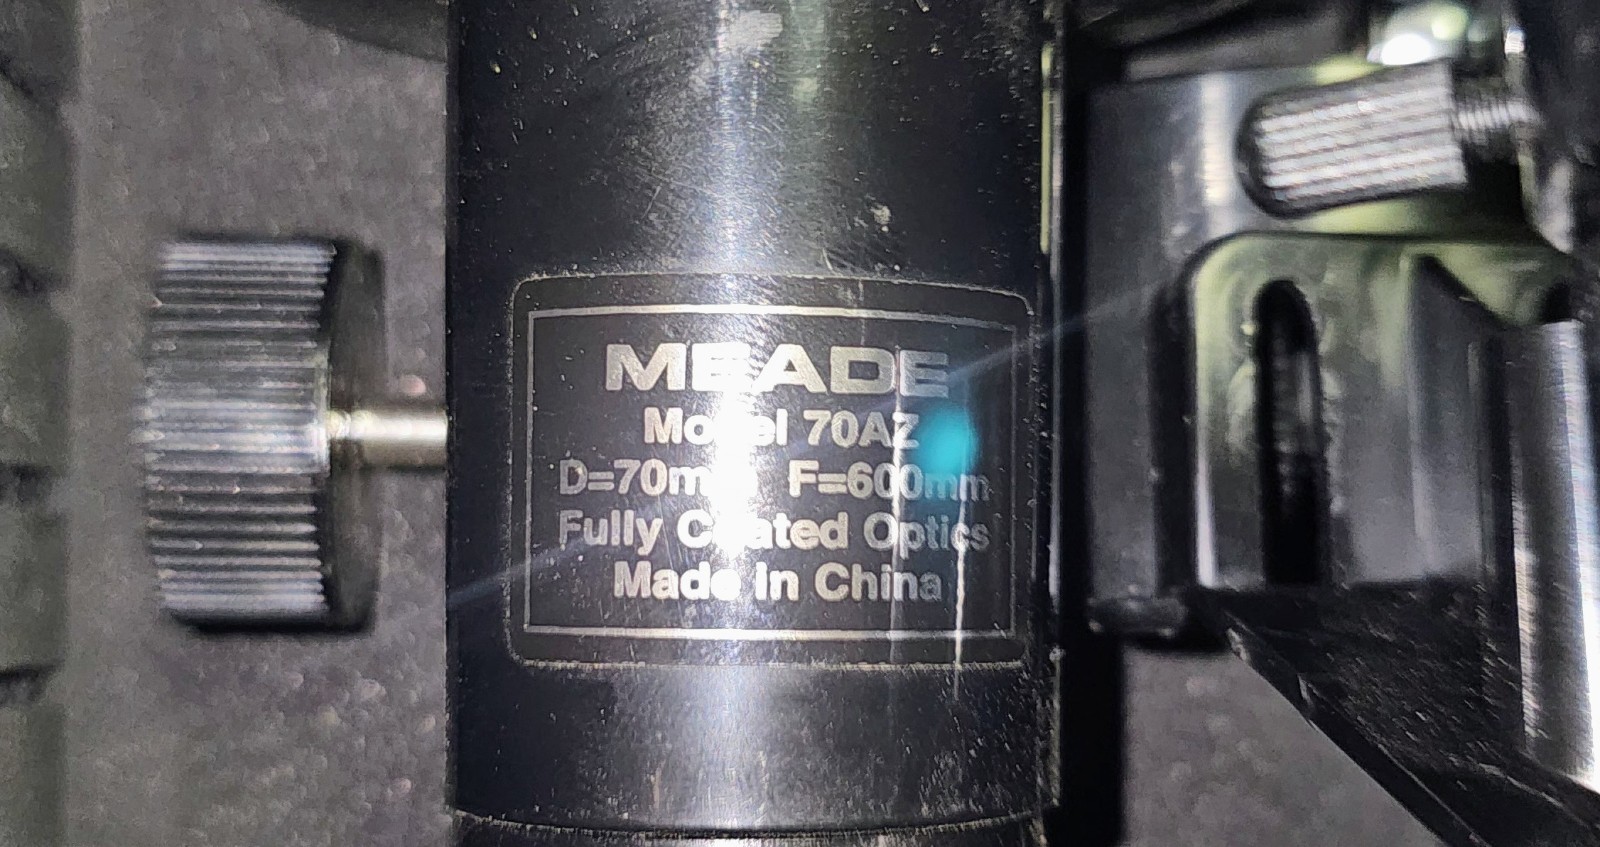 MEADE
Model 70AZ
D=70mm F=600mm
Fully Coated Optics
Made in China